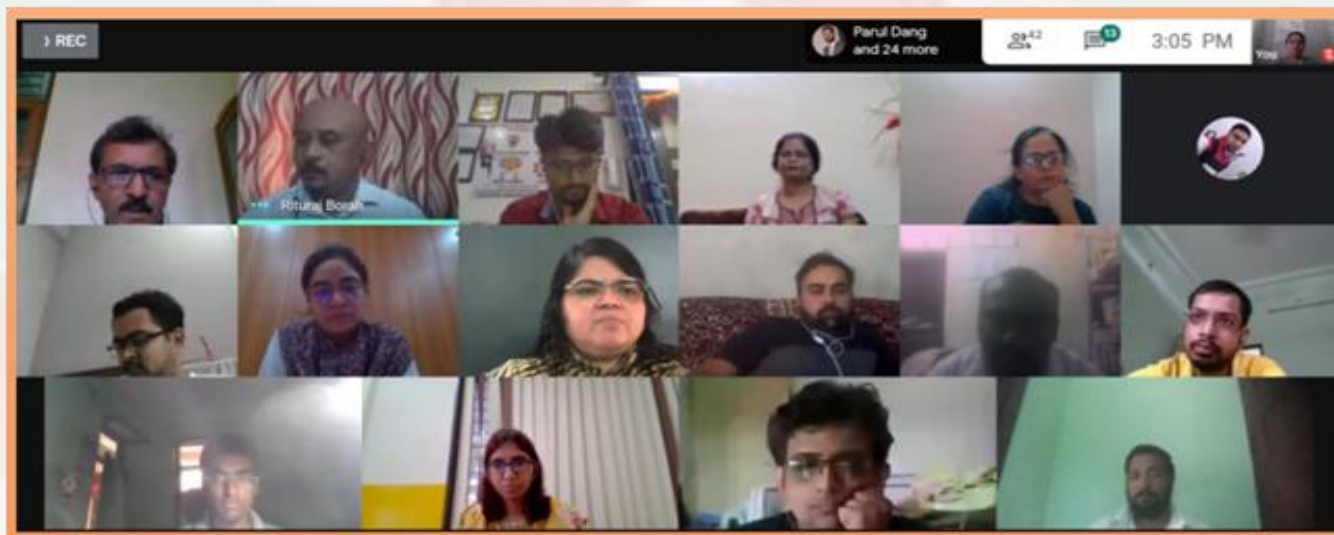 REC
Parul Dang
and 24 more
42
13
3:05 PM
You
Rituraj Borah